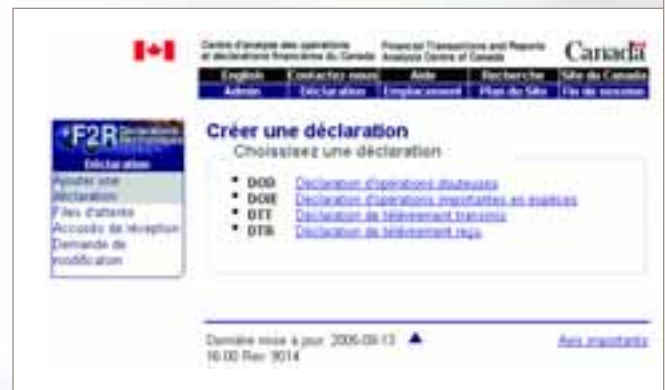 Centre d'analyse des opérations et déclarations financières du Canada
Financial Transactions and Reports Analysis Centre of Canada
Canada
English Contactez-nous Aide Recherche Site du Canada
Admin Déclaration Emplacement Plan du Site Fin de session
F2R Déclarations électroniques
Déclaration
Ajouter une
déclaration
Files d'attente
Accusés de réception
Demande de
modification
Créer une déclaration
Choisissez une déclaration
DOD Déclaration d'opérations douteuses
DOIE Déclaration d'opérations importantes en espèces
DTT Déclaration de télévirement transmis
DTR Déclaration de télévirement reçu
Dernière mise à jour: 2006-09-13
16:00 Rev: 9014
Avis importants